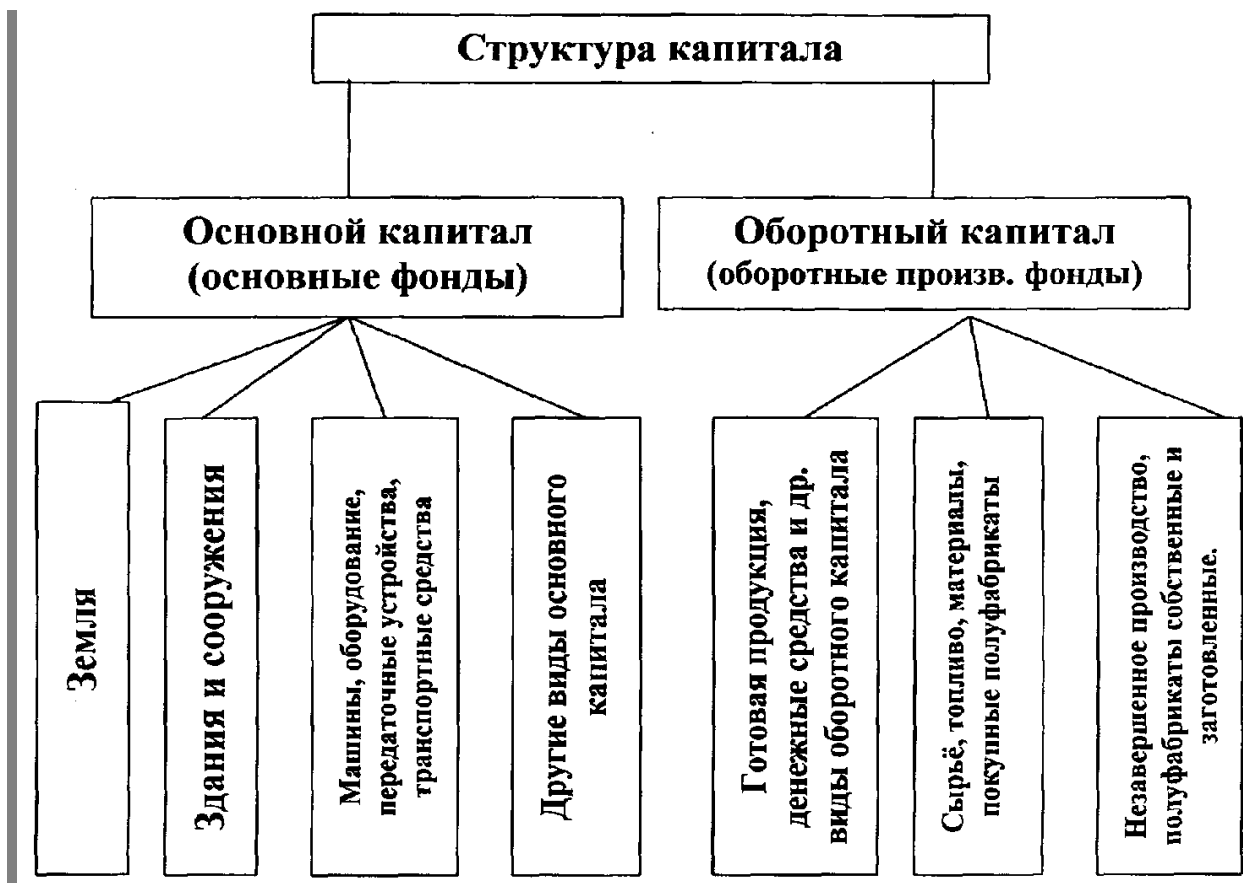 Структура капитала
Основной капитал
(основные фонды)
Оборотный капитал
(оборотные произв. фонды)
Земля
Здания и сооружения
Машины, оборудование,
передаточные устройства,
транспортные средства
Другие виды основного
капитала
Готовая продукция,
денежные средства и др.
виды оборотного капитала
Сырьё, топливо, материалы,
покупные полуфабрикаты
Незавершенное производство,
полуфабрикаты собственные и
заготовленные.